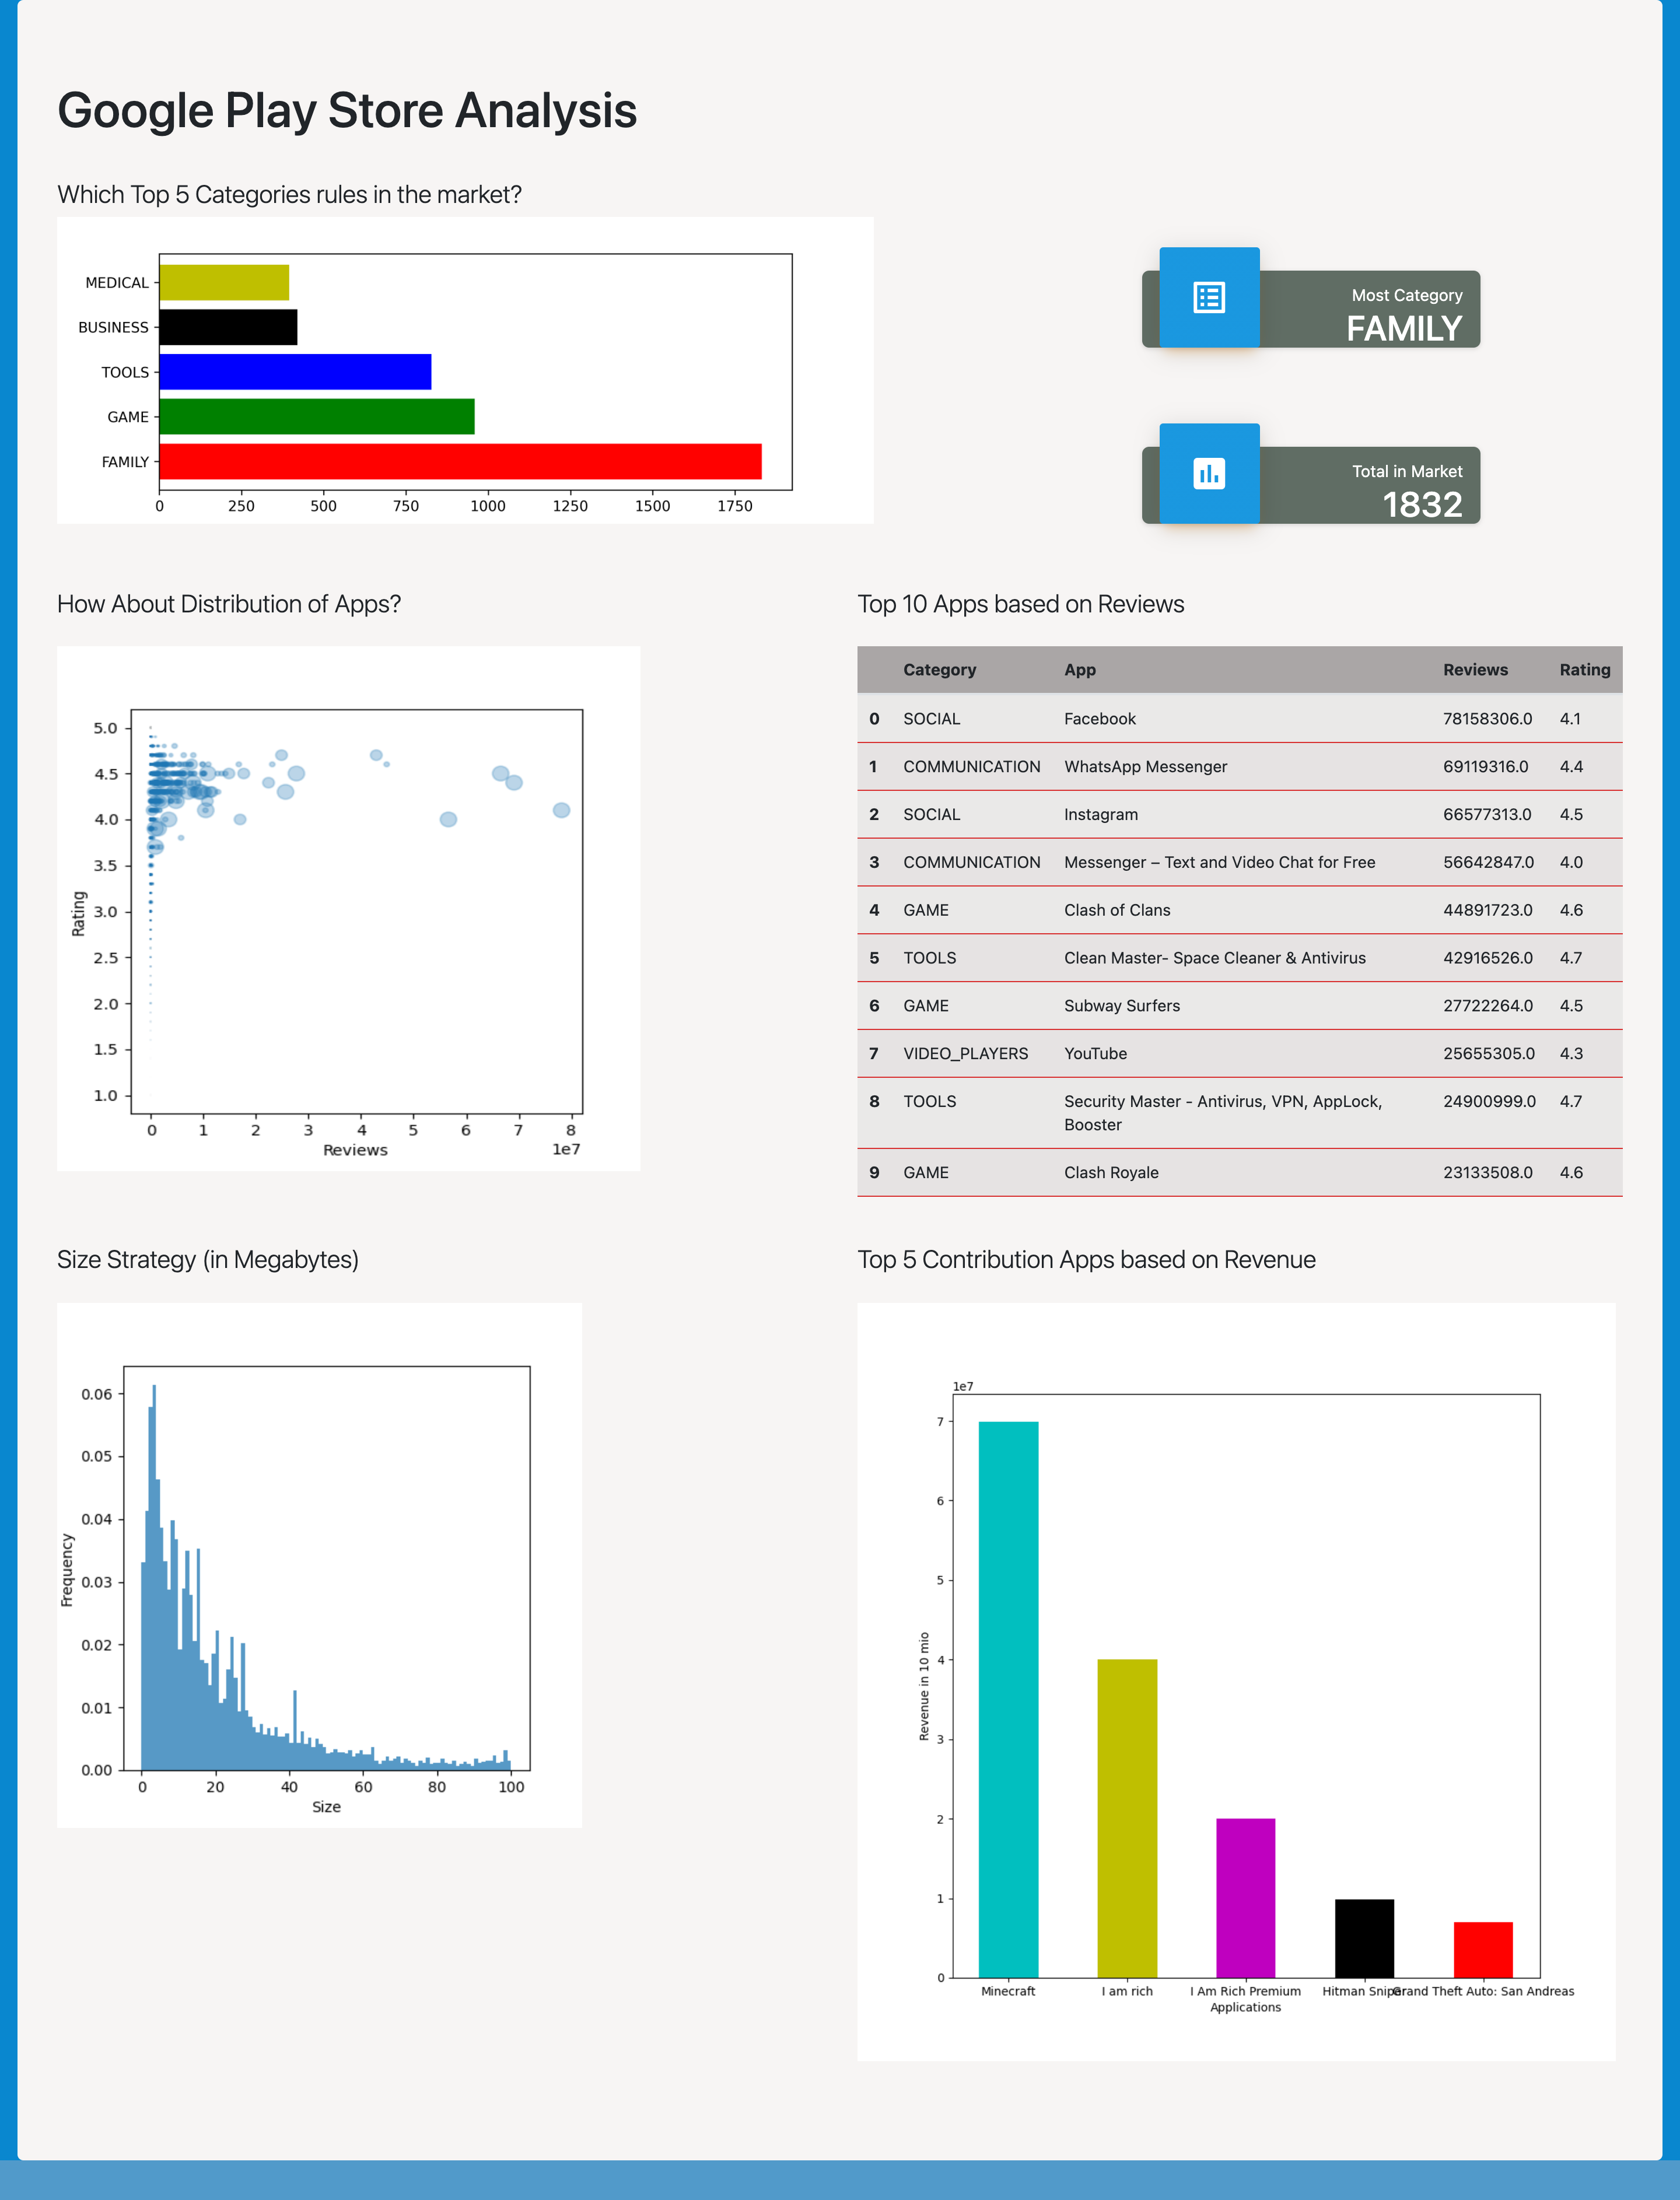 Google Play Store Analysis
Which Top 5 Categories rules in the market?
MEDICAL
BUSINESS
TOOLS
GAME
FAMILY
0 250 500 750 1000 1250 1500 1750
Most Category
FAMILY
Total in Market
1832
How About Distribution of Apps?
5.0
4.5
4.0
3.5
3.0
2.5
2.0
1.5
1.0
Rating
0 1 2 3 4 5 6 7 8
Reviews
1e7
Top 10 Apps based on Reviews
Category App Reviews Rating
0 SOCIAL Facebook 78158306.0 4.1
1 COMMUNICATION WhatsApp Messenger 69119316.0 4.4
2 SOCIAL Instagram 66577313.0 4.5
3 COMMUNICATION Messenger – Text and Video Chat for Free 56642847.0 4.0
4 GAME Clash of Clans 44891723.0 4.6
5 TOOLS Clean Master- Space Cleaner & Antivirus 42916526.0 4.7
6 GAME Subway Surfers 27722264.0 4.5
7 VIDEO_PLAYERS YouTube 25655305.0 4.3
8 TOOLS Security Master - Antivirus, VPN, AppLock, 24900999.0 4.7
Booster
9 GAME Clash Royale 23133508.0 4.6
Size Strategy (in Megabytes)
0.06
0.05
0.04
0.03
0.02
0.01
0.00
Frequency
0 20 40 60 80 100
Size
Top 5 Contribution Apps based on Revenue
1e7
7
6
5
4
3
2
1
0
Revenue in 10 mio
Minecraft I am rich I Am Rich Premium Hitman Sniper Grand Theft Auto: San Andreas
Applications